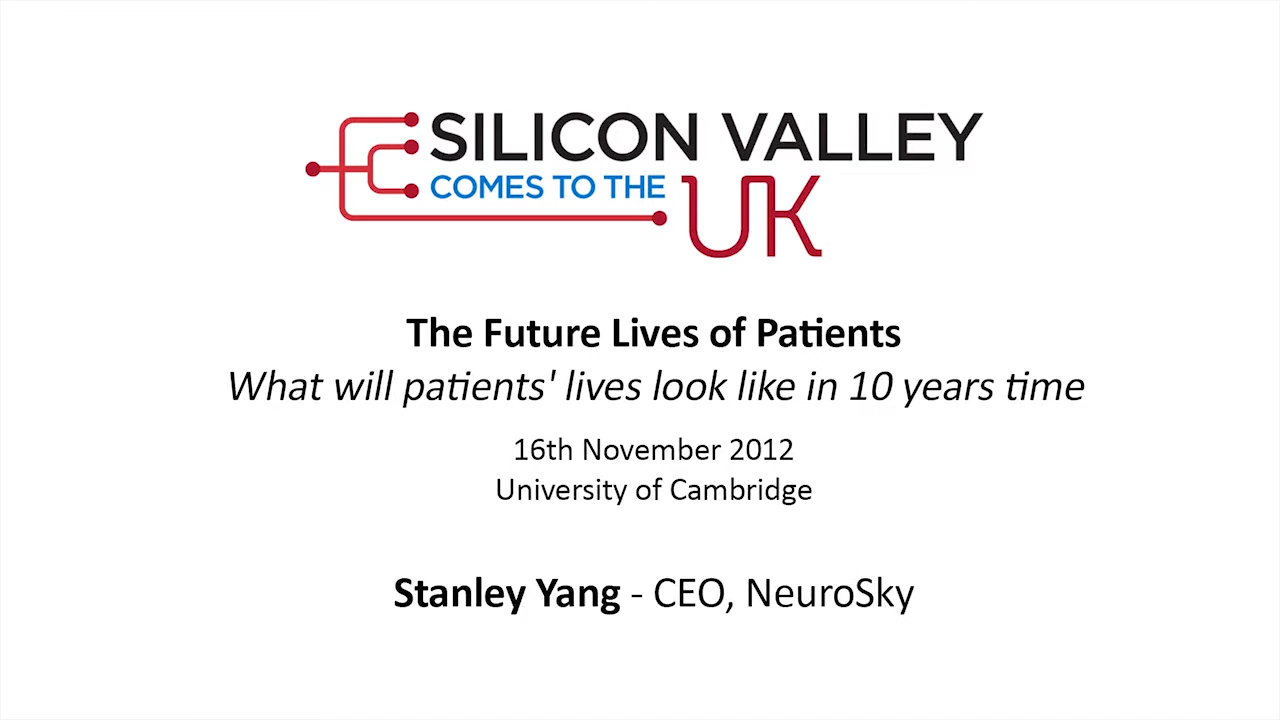 SILICON VALLEY
COMES TO THE UK
The Future Lives of Patients
What will patients' lives look like in 10 years time
16th November 2012
University of Cambridge
Stanley Yang - CEO, NeuroSky